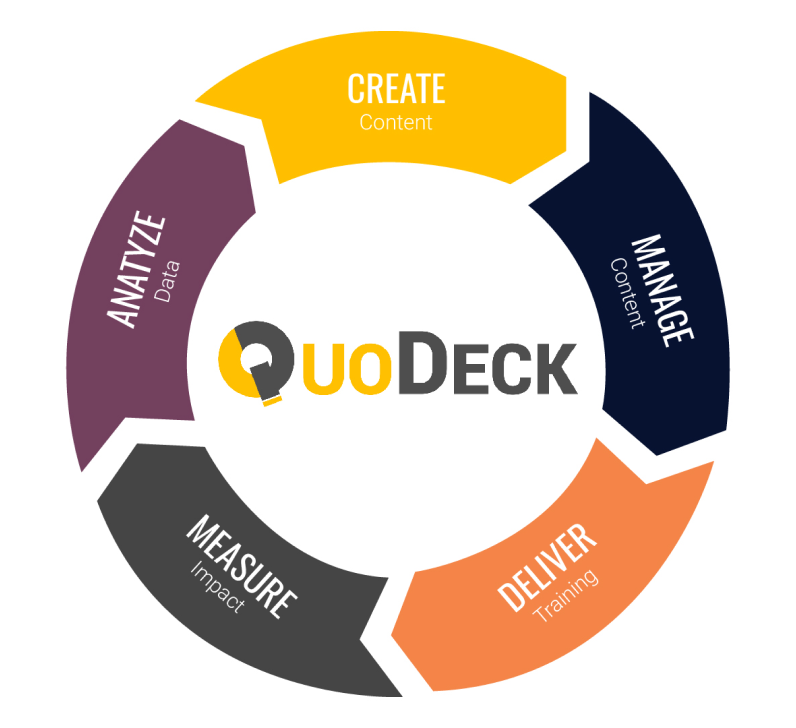 CREATE
Content
MANAGE
Content
DELIVER
Training
MEASURE
Impact
ANATYZE
Data
QUODECK